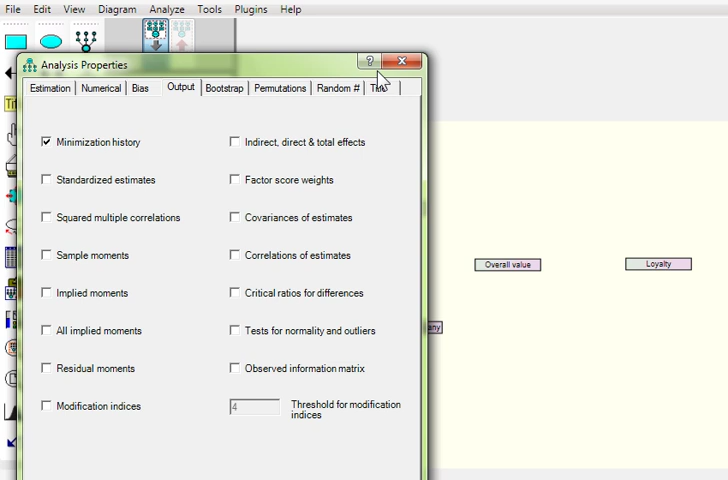 File Edit View Diagram Analyze Tools Plugins Help
Analysis Properties
Estimation Numerical Bias Output Bootstrap Permutations Random #
Minimization history
Indirect, direct & total effects
Standardized estimates
Factor score weights
Squared multiple correlations
Covariances of estimates
Sample moments
Correlations of estimates
Implied moments
Critical ratios for differences
All implied moments
Tests for normality and outliers
Residual moments
Observed information matrix
Modification indices
4
Threshold for modification
indices
Overall value
Loyalty